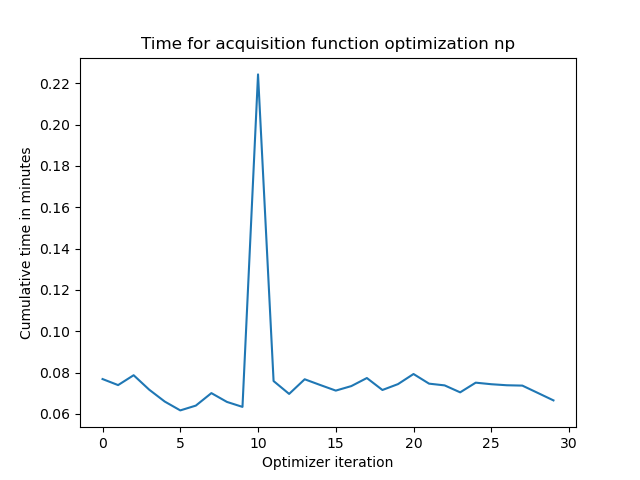 Time for acquisition function optimization np
0.22
0.20
0.18
0.16
0.14
0.12
0.10
0.08
0.06
Cumulative time in minutes
0 5 10 15 20 25 30
Optimizer iteration